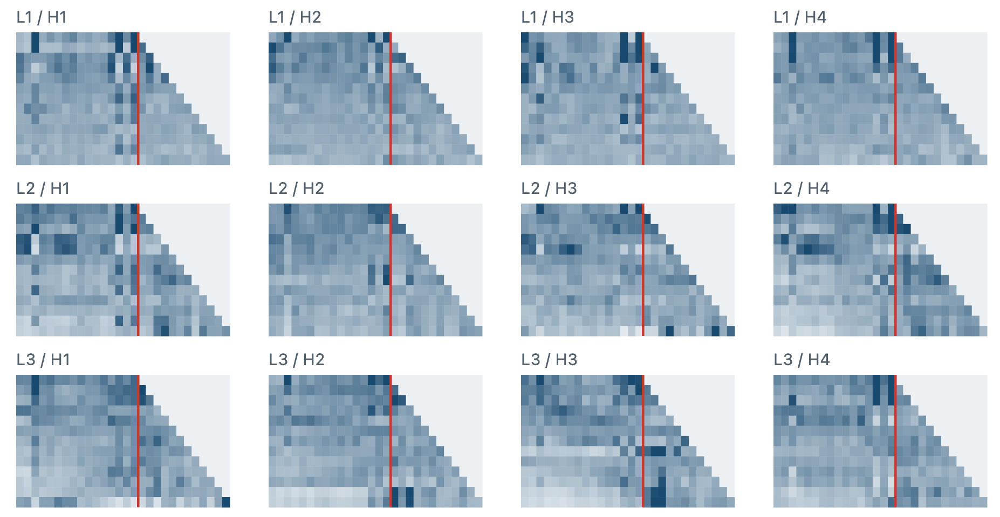 L1 / H1
L1 / H2
L1 / H3
L1 / H4
L2 / H1
L2 / H2
L2 / H3
L2 / H4
L3 / H1
L3 / H2
L3 / H3
L3 / H4